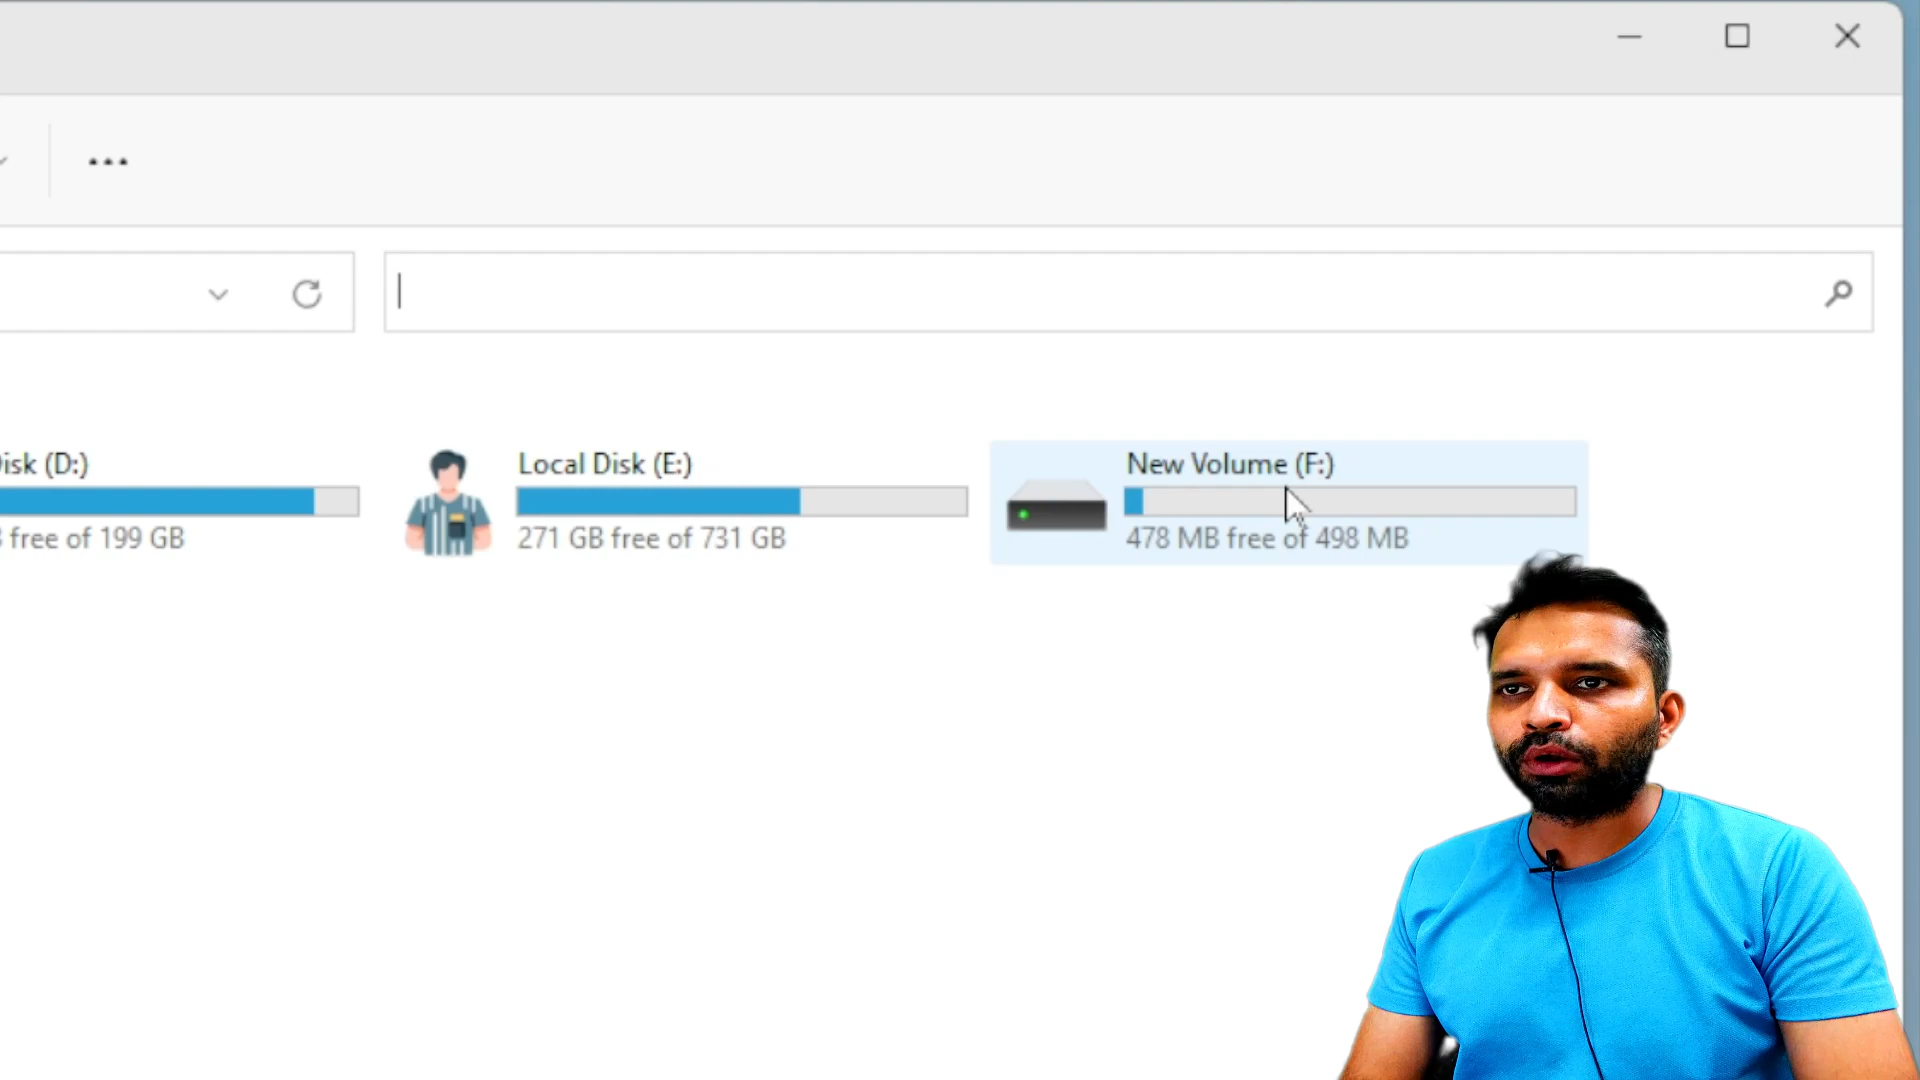 isk (D:)
free of 199 GB
Local Disk (E:)
271 GB free of 731 GB
New Volume (F:)
478 MB free of 498 MB